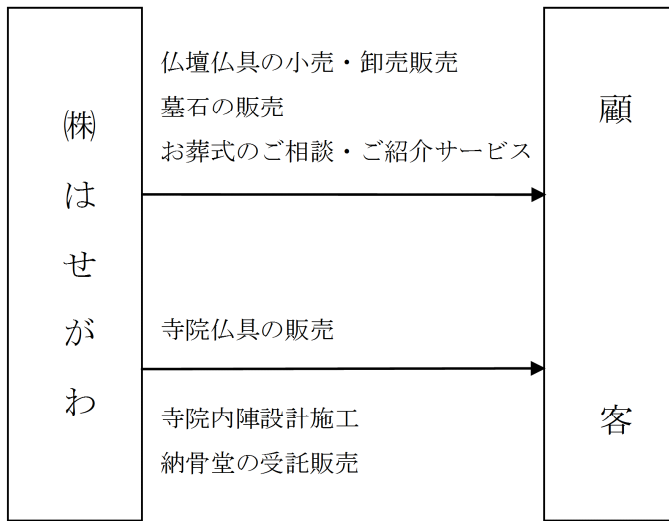 ㈱はせがわ
仏壇仏具の小売・卸売販売
墓石の販売
お葬式のご相談・ご紹介サービス
寺院仏具の販売
寺院内陣設計施工
納骨堂の受託販売
顧客